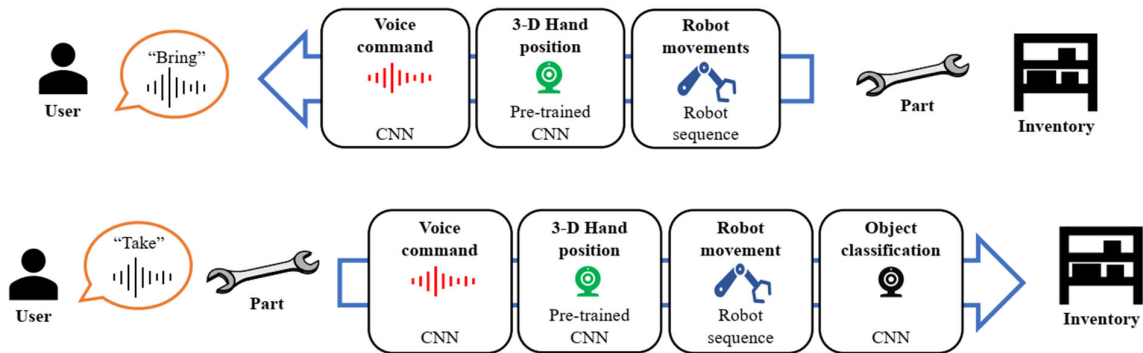 Voice command
3-D Hand position
Robot movements
“Bring”
User
CNN
Pre-trained CNN
Robot sequence
Part
Inventory
Voice command
3-D Hand position
Robot movement
Object classification
“Take”
User
Part
CNN
Pre-trained CNN
Robot sequence
CNN
Inventory